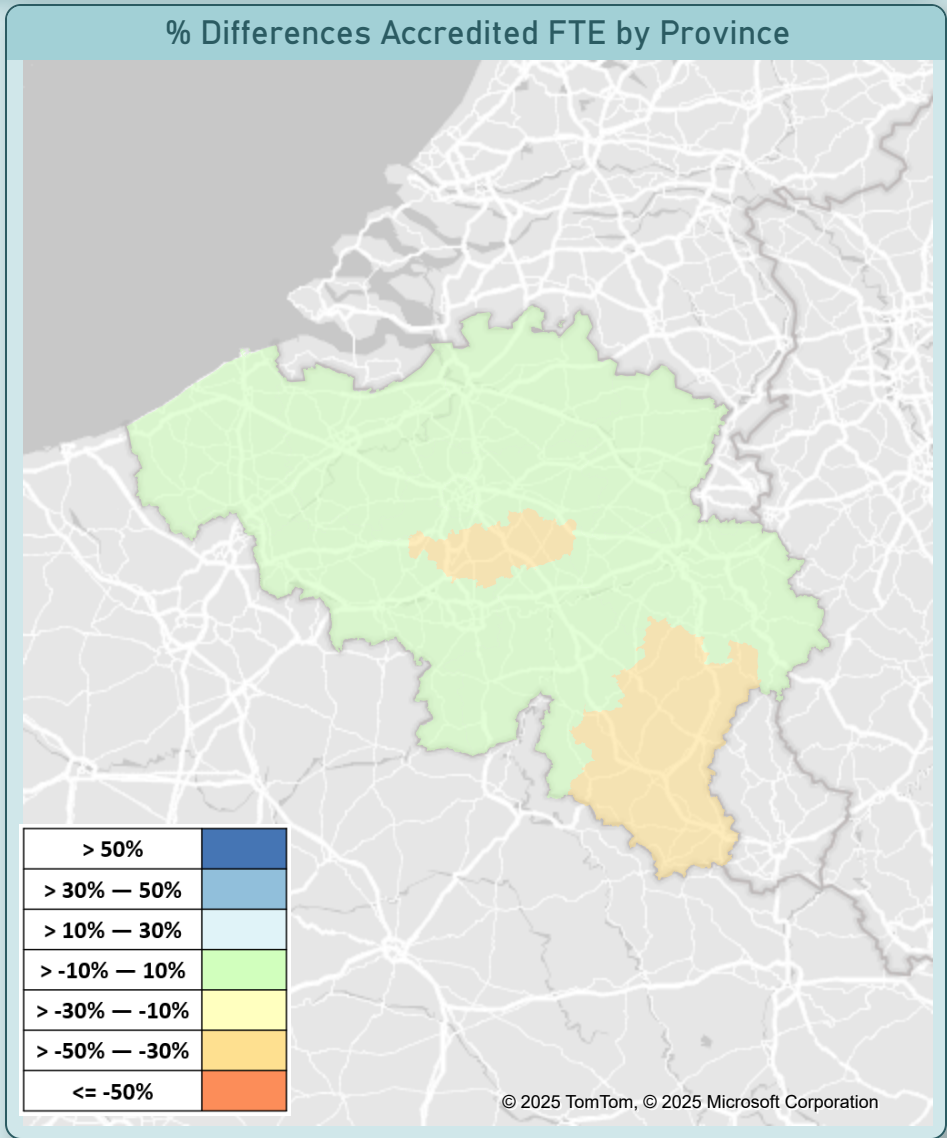 % Differences Accredited FTE by Province
> 50%
> 30% — 50%
> 10% — 30%
> -10% — 10%
> -30% — -10%
> -50% — -30%
<= -50%
© 2025 TomTom, © 2025 Microsoft Corporation